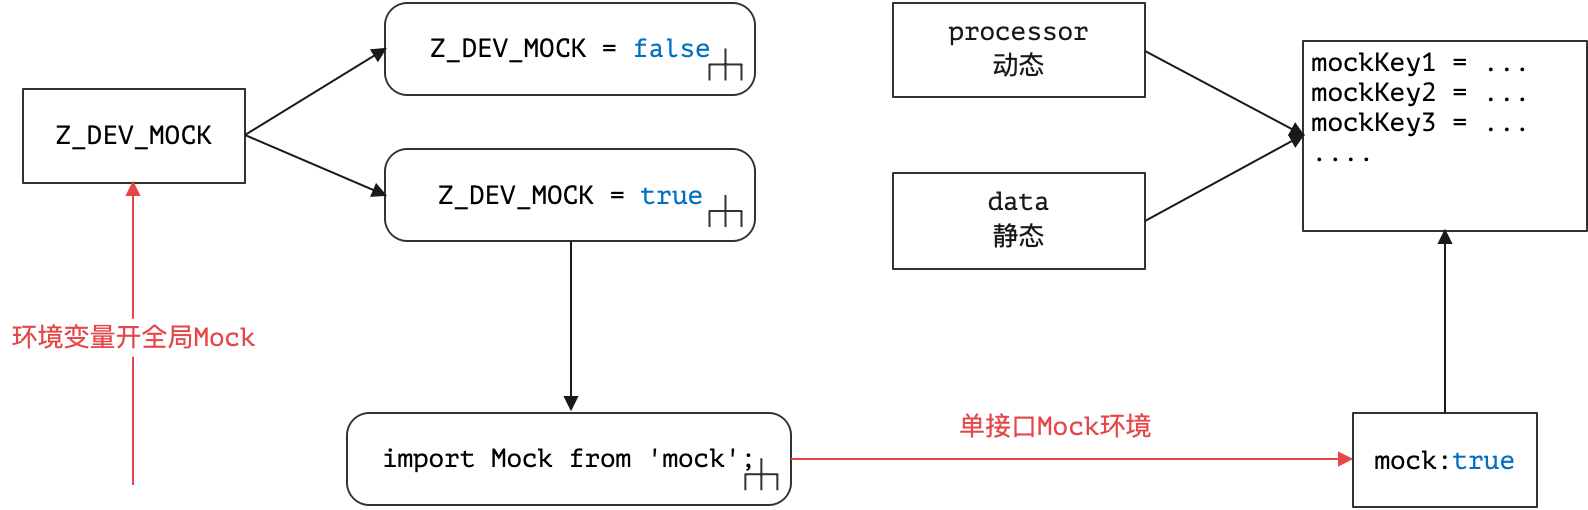 Z_DEV_MOCK = false
Z_DEV_MOCK
Z_DEV_MOCK = true
环境变量开全局Mock
import Mock from 'mock';
processor
动态
data
静态
mockKey1 = ...
mockKey2 = ...
mockKey3 = ...
....
单接口Mock环境
mock:true